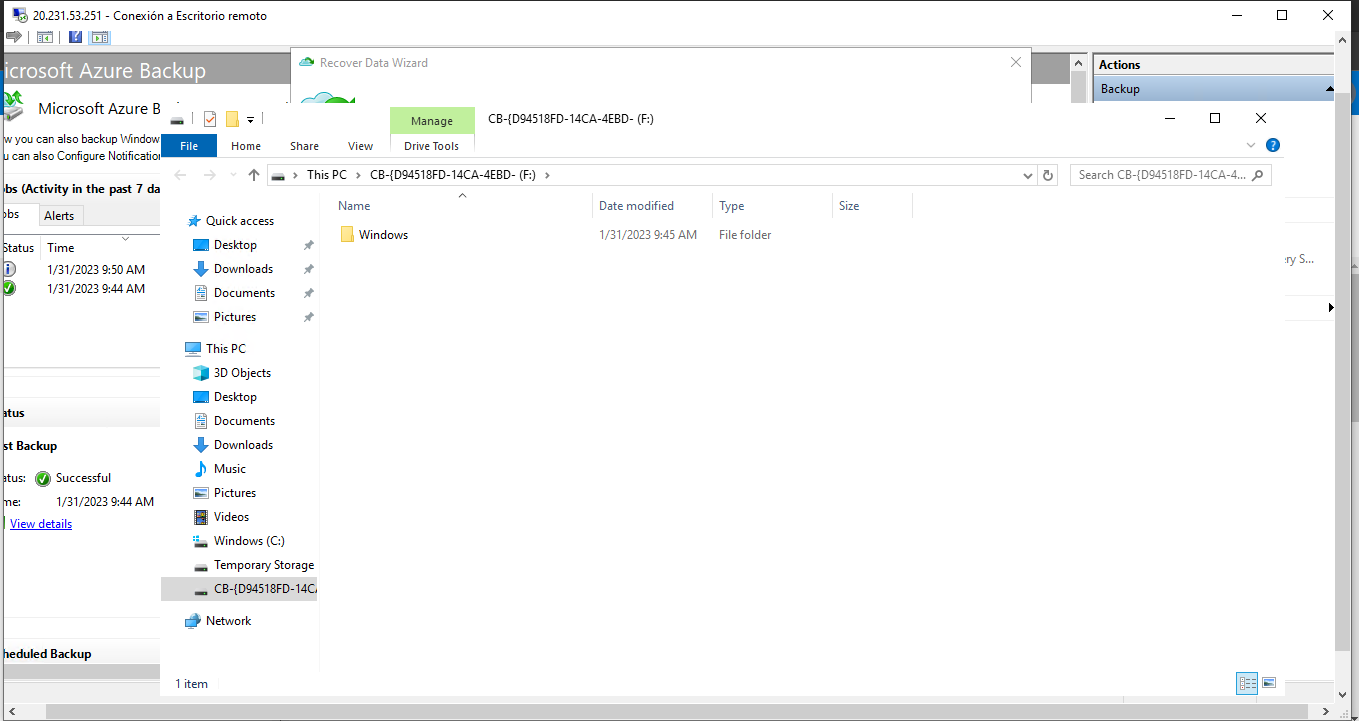 20.231.53.251 - Conexión a Escritorio remoto
icrosoft Azure Backup
Recover Data Wizard
Actions
Backup
Microsoft Azure B
w you can also backup Window
u can also Configure Notification
obs (Activity in the past 7 da
obs
Alerts
Status
Time
1/31/2023 9:50 AM
1/31/2023 9:44 AM
atus
st Backup
atus:
Successful
me:
1/31/2023 9:44 AM
View details
heduled Backup
Manage
CB-{D94518FD-14CA-4EBD- (F:)
File
Home
Share
View
Drive Tools
This PC
CB-{D94518FD-14CA-4EBD- (F:)
Search CB-{D94518FD-14CA-4...
Name
Date modified
Type
Size
Windows
1/31/2023 9:45 AM
File folder
Quick access
Desktop
Downloads
Documents
Pictures
This PC
3D Objects
Desktop
Documents
Downloads
Music
Pictures
Videos
Windows (C:)
Temporary Storage
CB-{D94518FD-14CA
Network
1 item
ery S...